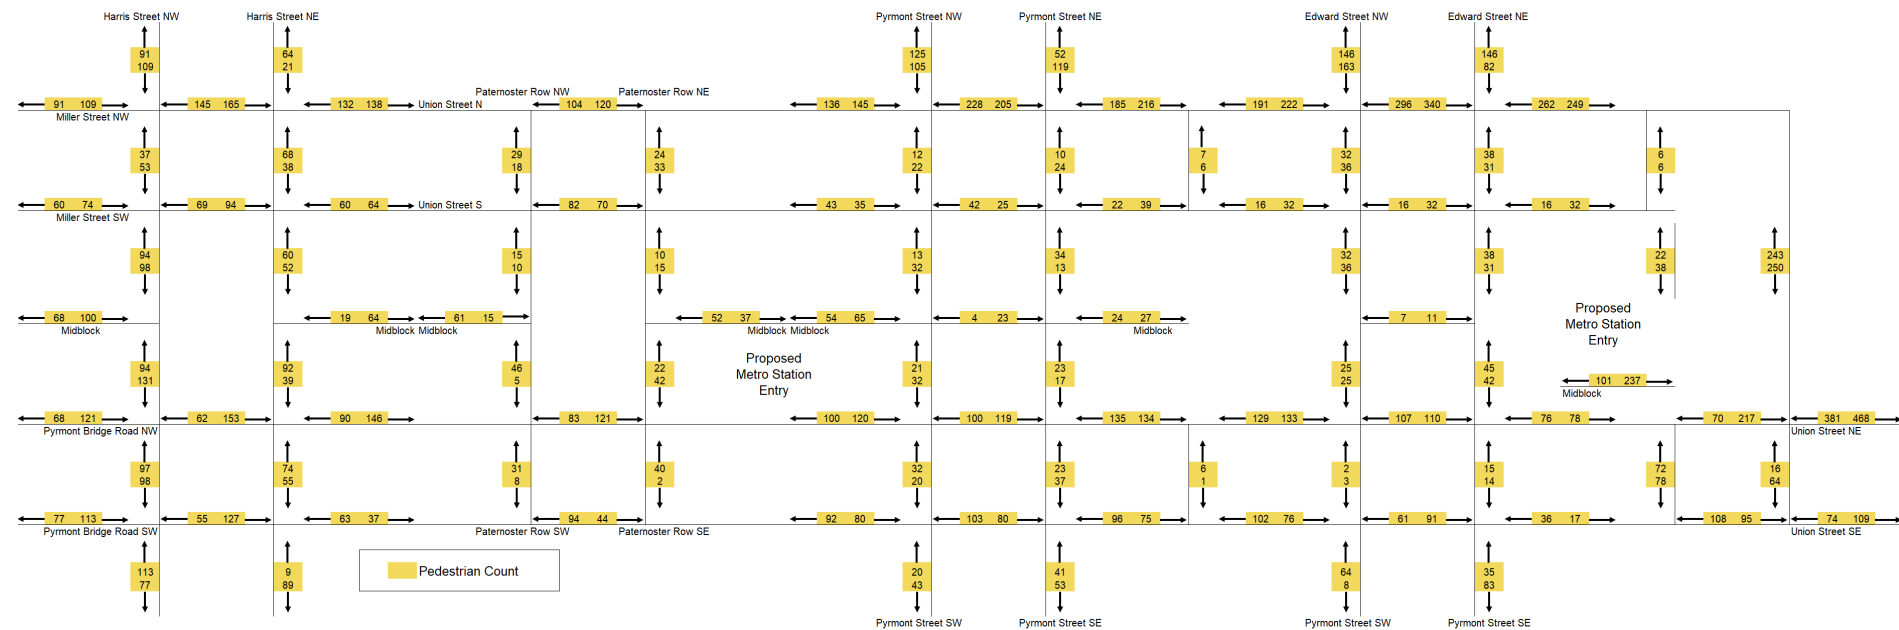 Harris Street NW Harris Street NE Pyrmont Street NW Pyrmont Street NE Edward Street NW Edward Street NE
91 64 125 52 146 146
109 21 105 119 163 82
Paternoster Row NW Paternoster Row NE
91 109 145 165 132 138 Union Street N 104 120 136 145 228 205 185 216 191 222 296 340 262 249
Miller Street NW
37 68 29 24 12 10 7 32 38 6
53 38 18 33 22 24 6 36 31 6
60 74 69 94 60 64 Union Street S 82 70 43 35 42 25 22 39 16 32 16 32 16 32
Miller Street SW
94 60 15 10 13 34 32 38 22 243
98 52 10 15 32 13 36 31 38 250
Proposed
Metro Station
Entry
68 100 19 64 61 15 52 37 54 65 4 23 24 27 7 11
Midblock Midblock Midblock Midblock Midblock Midblock
Proposed
Metro Station
Entry
94 92 46 22 21 23 25 45
131 39 5 42 32 17 25 42
101 237
Midblock
68 121 62 153 90 146 83 121 100 120 100 119 135 134 129 133 107 110 76 78 70 217 381 468
Pyrmont Bridge Road NW Union Street NE
97 74 31 40 32 23 6 2 15 72 16
98 55 8 2 20 37 1 3 14 78 64
77 113 55 127 63 37 94 44 92 80 103 80 96 75 102 76 61 91 36 17 108 95 74 109
Pyrmont Bridge Road SW Paternoster Row SW Paternoster Row SE Union Street SE
113 9 20 41 64 35
77 89 43 53 8 83
Pedestrian Count
Pyrmont Street SW Pyrmont Street SE Pyrmont Street SW Pyrmont Street SE